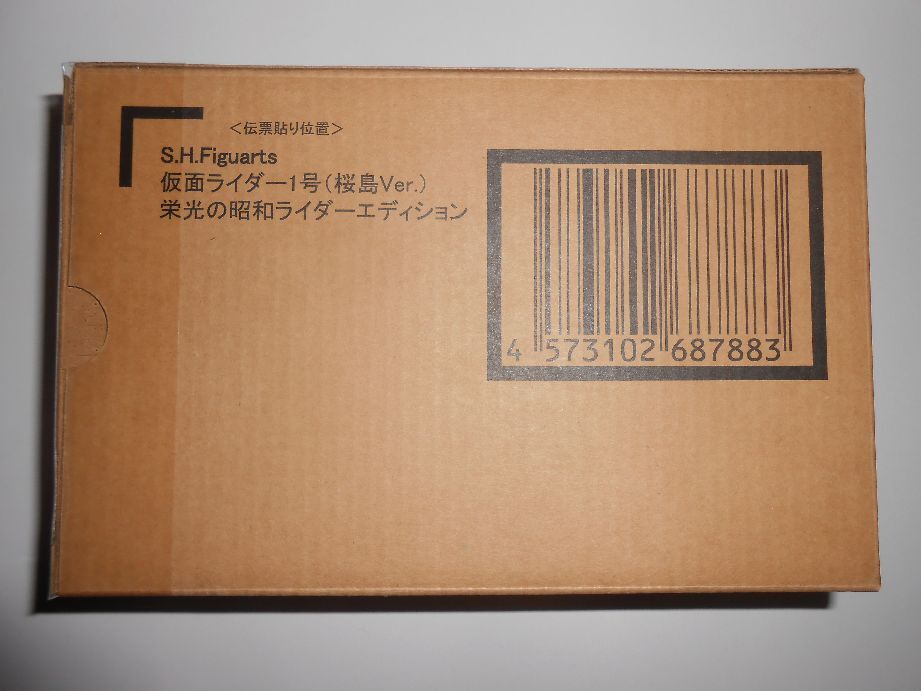 ＜伝票貼り位置＞
S.H.Figuarts
仮面ライダー1号（桜島Ver.）
栄光の昭和ライダーエディション
4 573102 687883